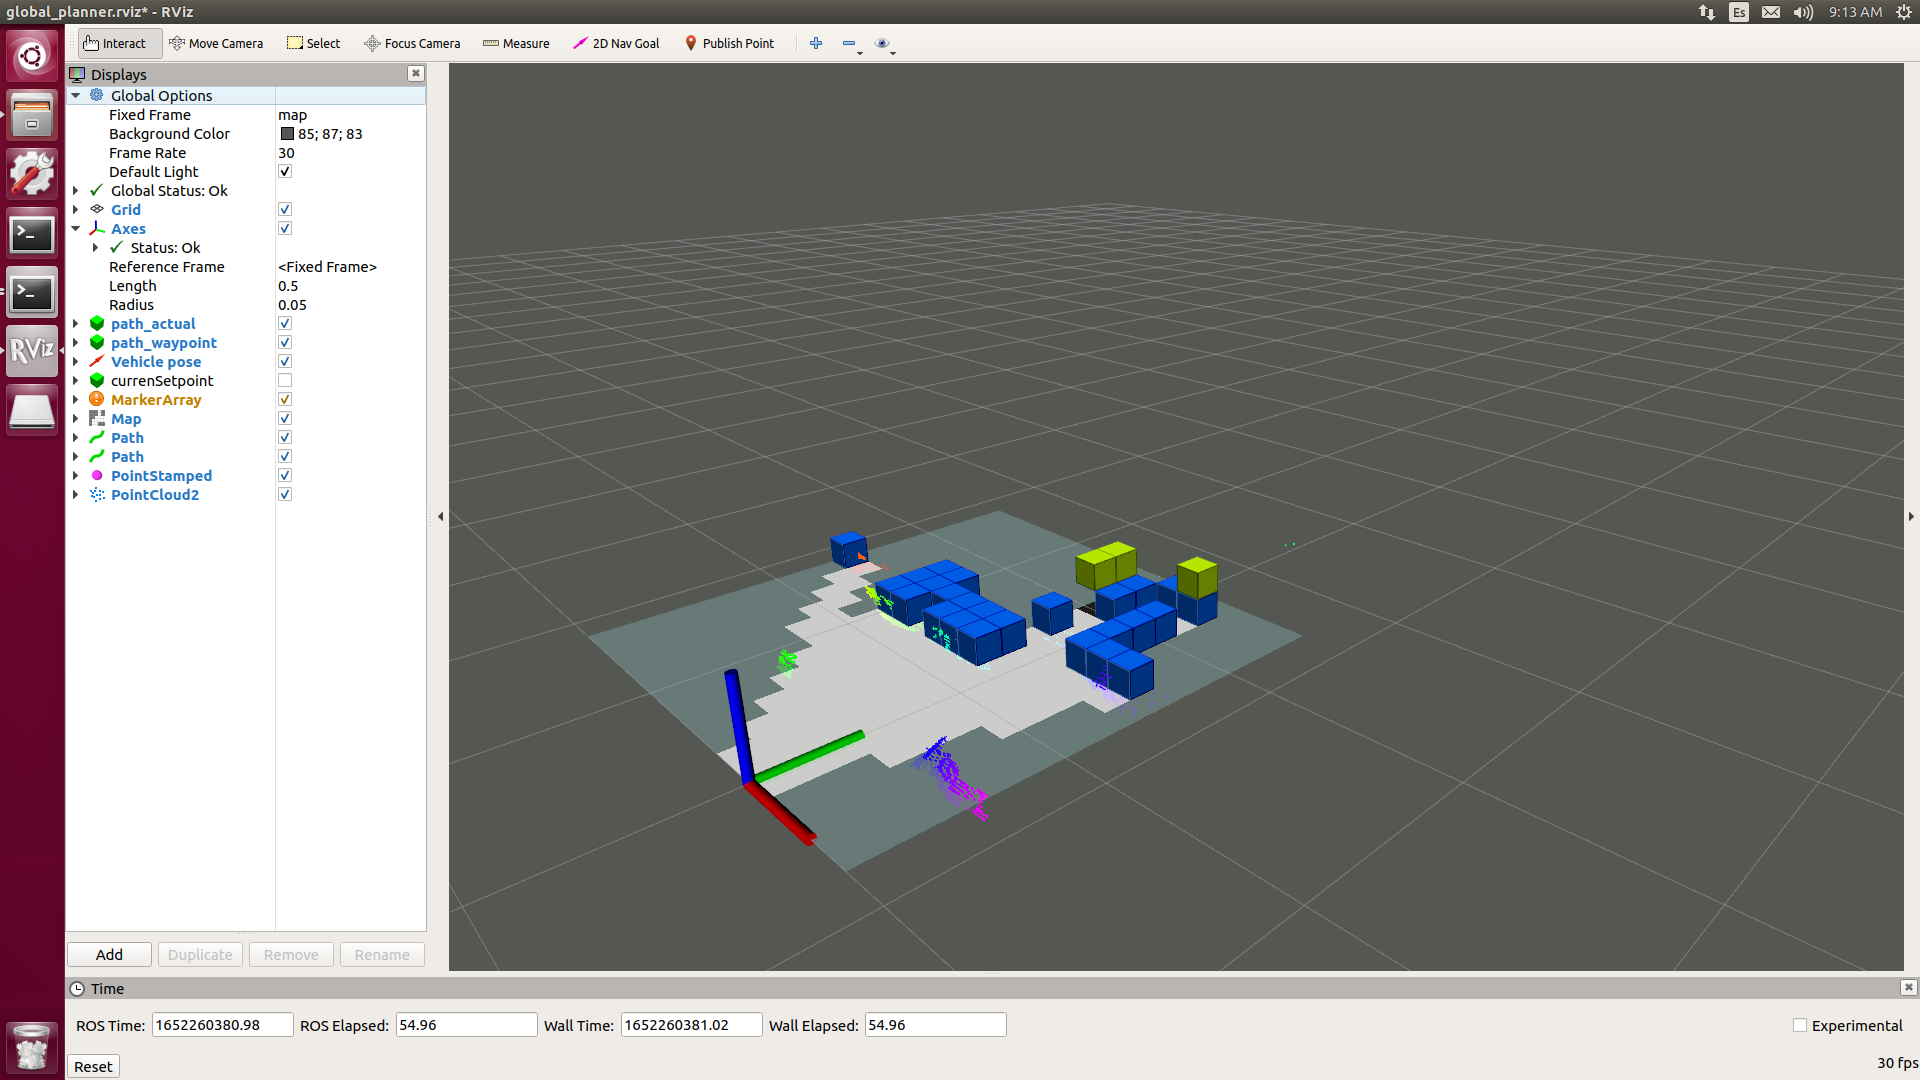 global_planner.rviz* - RViz
Es
9:13 AM
Interact
Move Camera
Select
Focus Camera
Measure
2D Nav Goal
Publish Point
Displays
Global Options
Fixed Frame map
Background Color 85; 87; 83
Frame Rate 30
Default Light
Global Status: Ok
Grid
Axes
Status: Ok
Reference Frame <Fixed Frame>
Length 0.5
Radius 0.05
path_actual
path_waypoint
Vehicle pose
currenSetpoint
MarkerArray
Map
Path
Path
PointStamped
PointCloud2
RViz
Add
Duplicate
Remove
Rename
Time
ROS Time: 1652260380.98 ROS Elapsed: 54.96 Wall Time: 1652260381.02 Wall Elapsed: 54.96
Experimental
Reset
30 fps